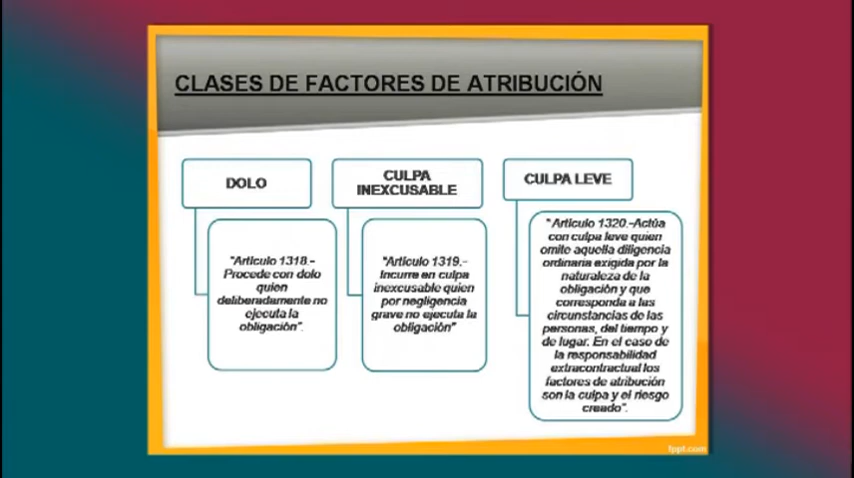 CLASES DE FACTORES DE ATRIBUCIÓN
DOLO
"Artículo 1318.-
Procede con dolo
quien
deliberadamente no
ejecuta la
obligación".
CULPA
INEXCUSABLE
"Artículo 1319.-
Incurre en culpa
inexcusable quien
por negligencia
grave no ejecuta la
obligación"
CULPA LEVE
"Artículo 1320.-Actúa
con culpa leve quien
omite aquella diligencia
ordinaria exigida por la
naturaleza de la
obligación y que
corresponda a las
circunstancias de las
personas, del tiempo y
de lugar. En el caso de
la responsabilidad
extracontractual los
factores de atribución
son la culpa y el riesgo
creado".
fppt.com